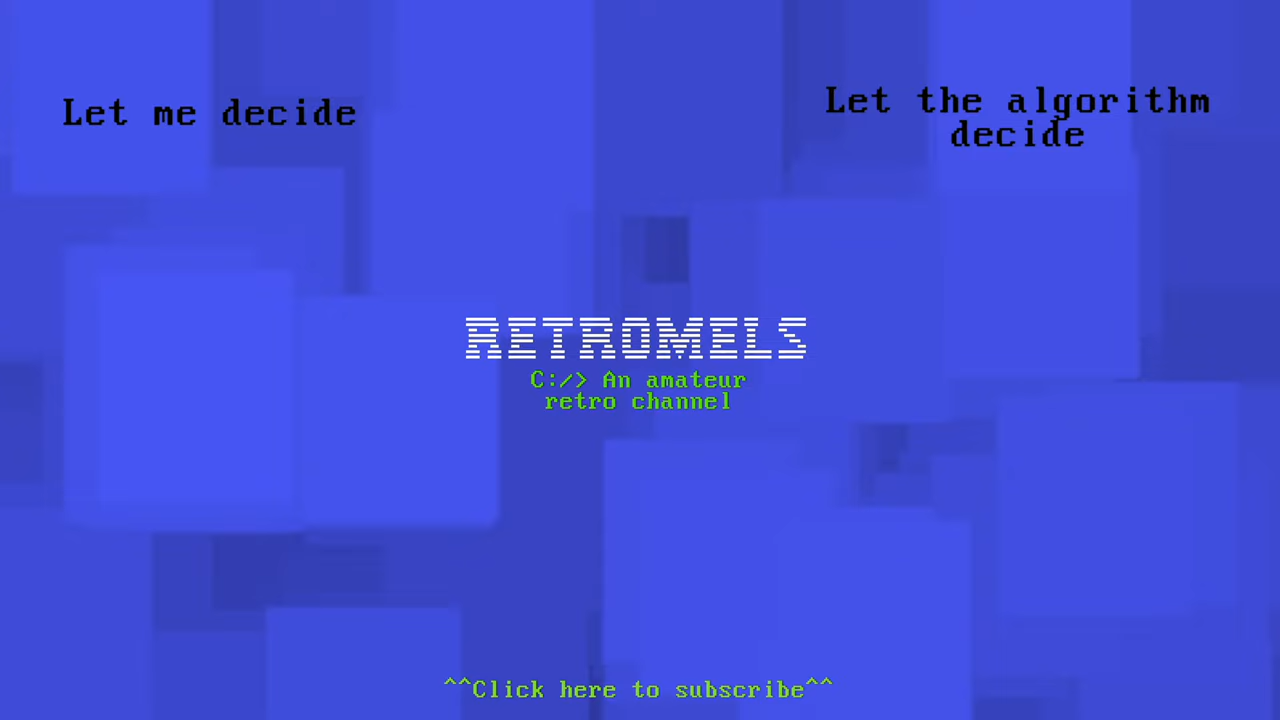 Let me decide
Let the algorithm
decide
RETROMELS
C:/> An amateur
retro channel
^^Click here to subscribe^^